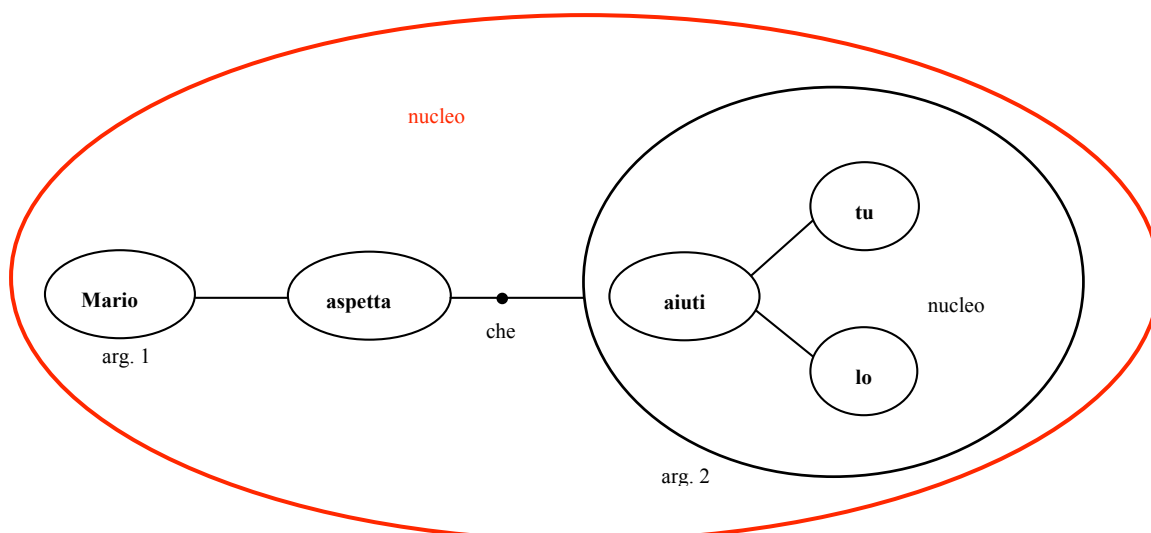 nucleo
tu
Mario
aspetta
aiuti
nucleo
che
arg. 1
lo
arg. 2